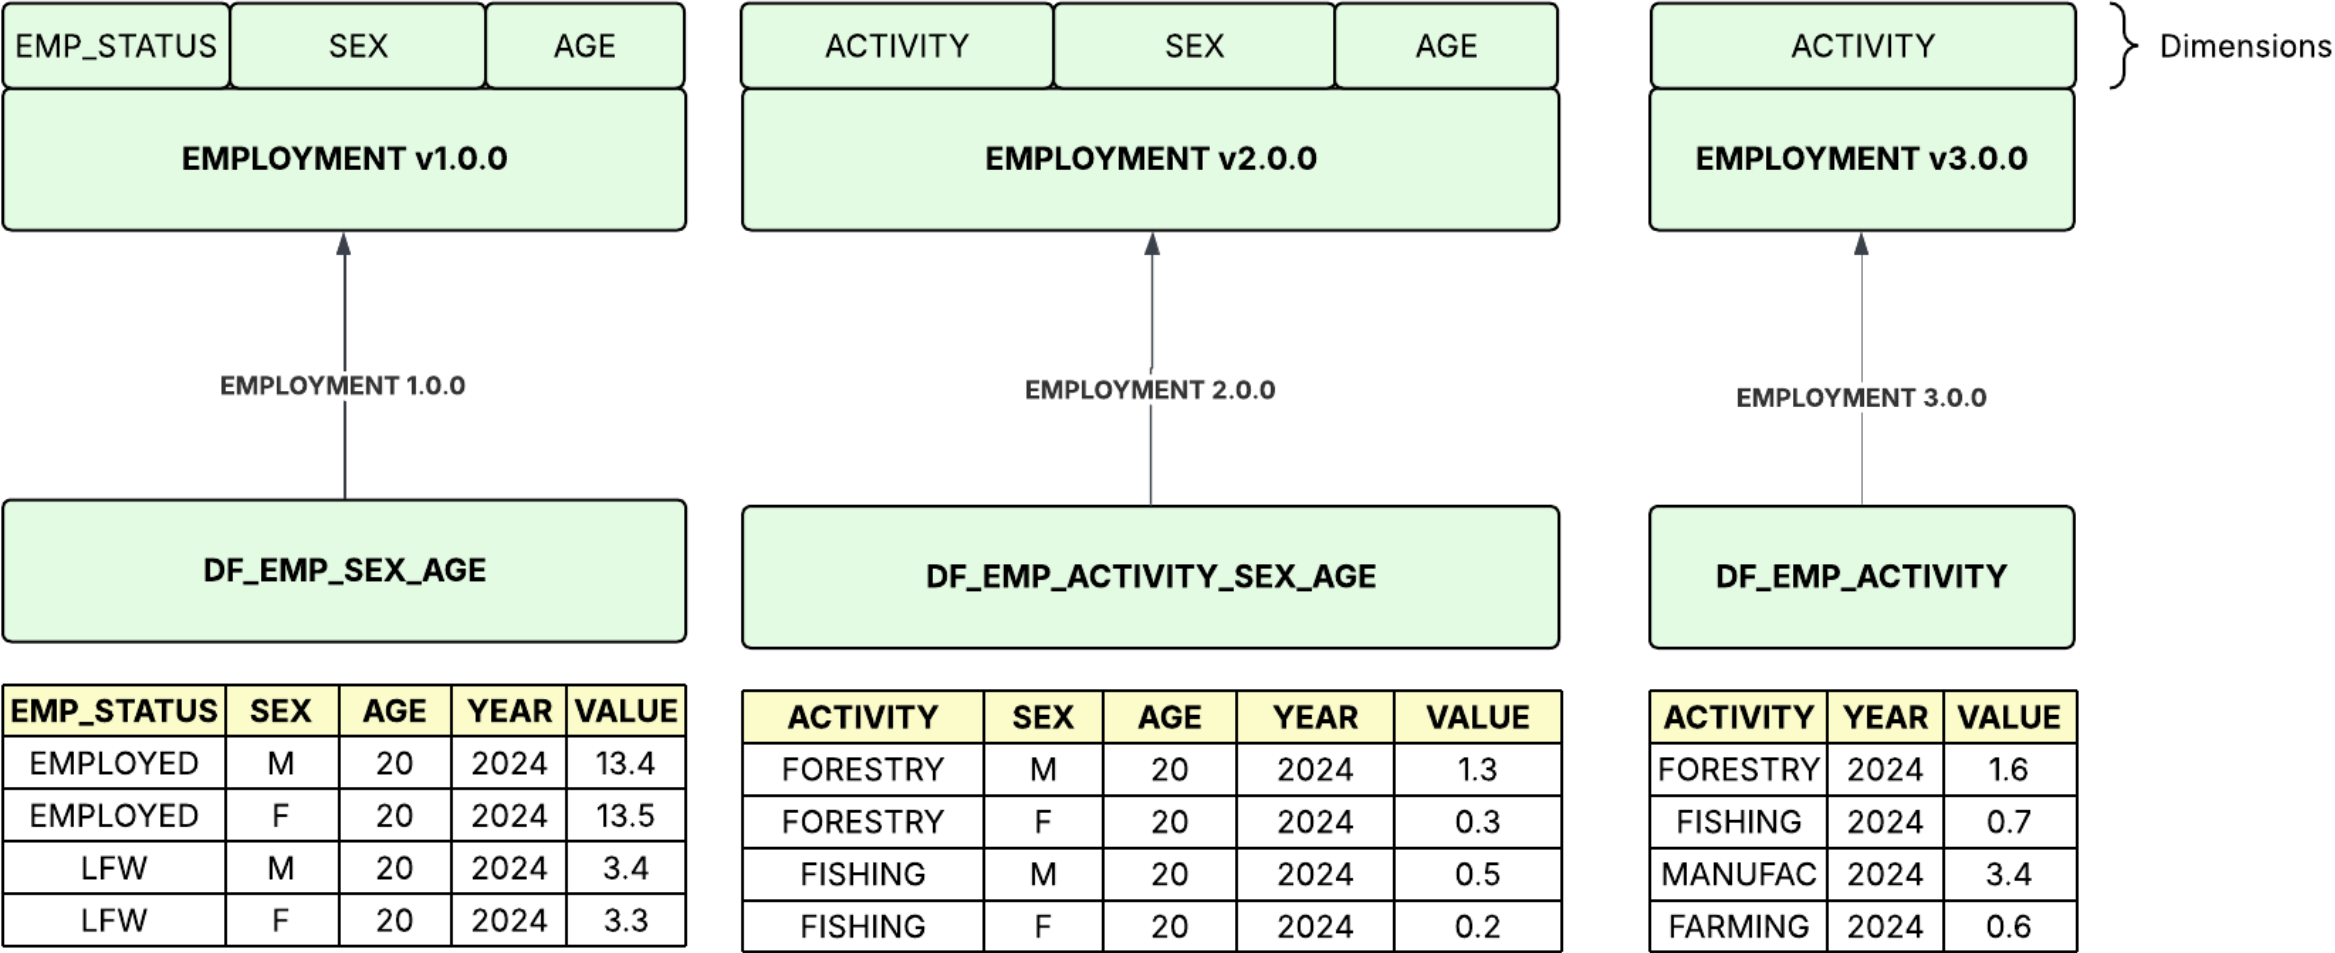 EMP_STATUS SEX AGE
ACTIVITY SEX AGE
ACTIVITY
Dimensions
EMPLOYMENT v1.0.0
EMPLOYMENT v2.0.0
EMPLOYMENT v3.0.0
EMPLOYMENT 1.0.0
EMPLOYMENT 2.0.0
EMPLOYMENT 3.0.0
DF_EMP_SEX_AGE
DF_EMP_ACTIVITY_SEX_AGE
DF_EMP_ACTIVITY
EMP_STATUS SEX AGE YEAR VALUE
EMPLOYED M 20 2024 13.4
EMPLOYED F 20 2024 13.5
LFW M 20 2024 3.4
LFW F 20 2024 3.3
ACTIVITY SEX AGE YEAR VALUE
FORESTRY M 20 2024 1.3
FORESTRY F 20 2024 0.3
FISHING M 20 2024 0.5
FISHING F 20 2024 0.2
ACTIVITY YEAR VALUE
FORESTRY 2024 1.6
FISHING 2024 0.7
MANUFAC 2024 3.4
FARMING 2024 0.6